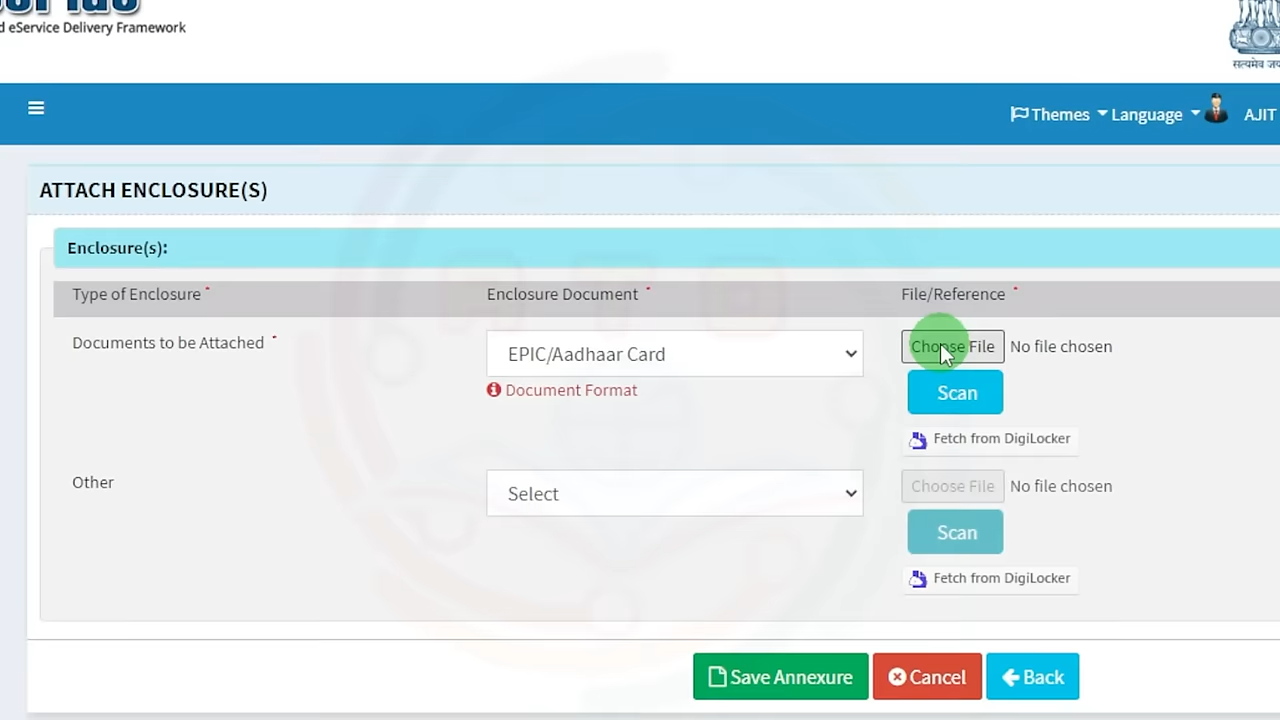 eService Delivery Framework
सत्यमेव
Themes Language AJIT
ATTACH ENCLOSURE(S)
Enclosure(s):
Type of Enclosure * Enclosure Document * File/Reference *
Documents to be Attached * EPIC/Aadhaar Card Choose File No file chosen
Document Format Scan
Fetch from DigiLocker
Other Select Choose File No file chosen
Scan
Fetch from DigiLocker
Save Annexure Cancel Back